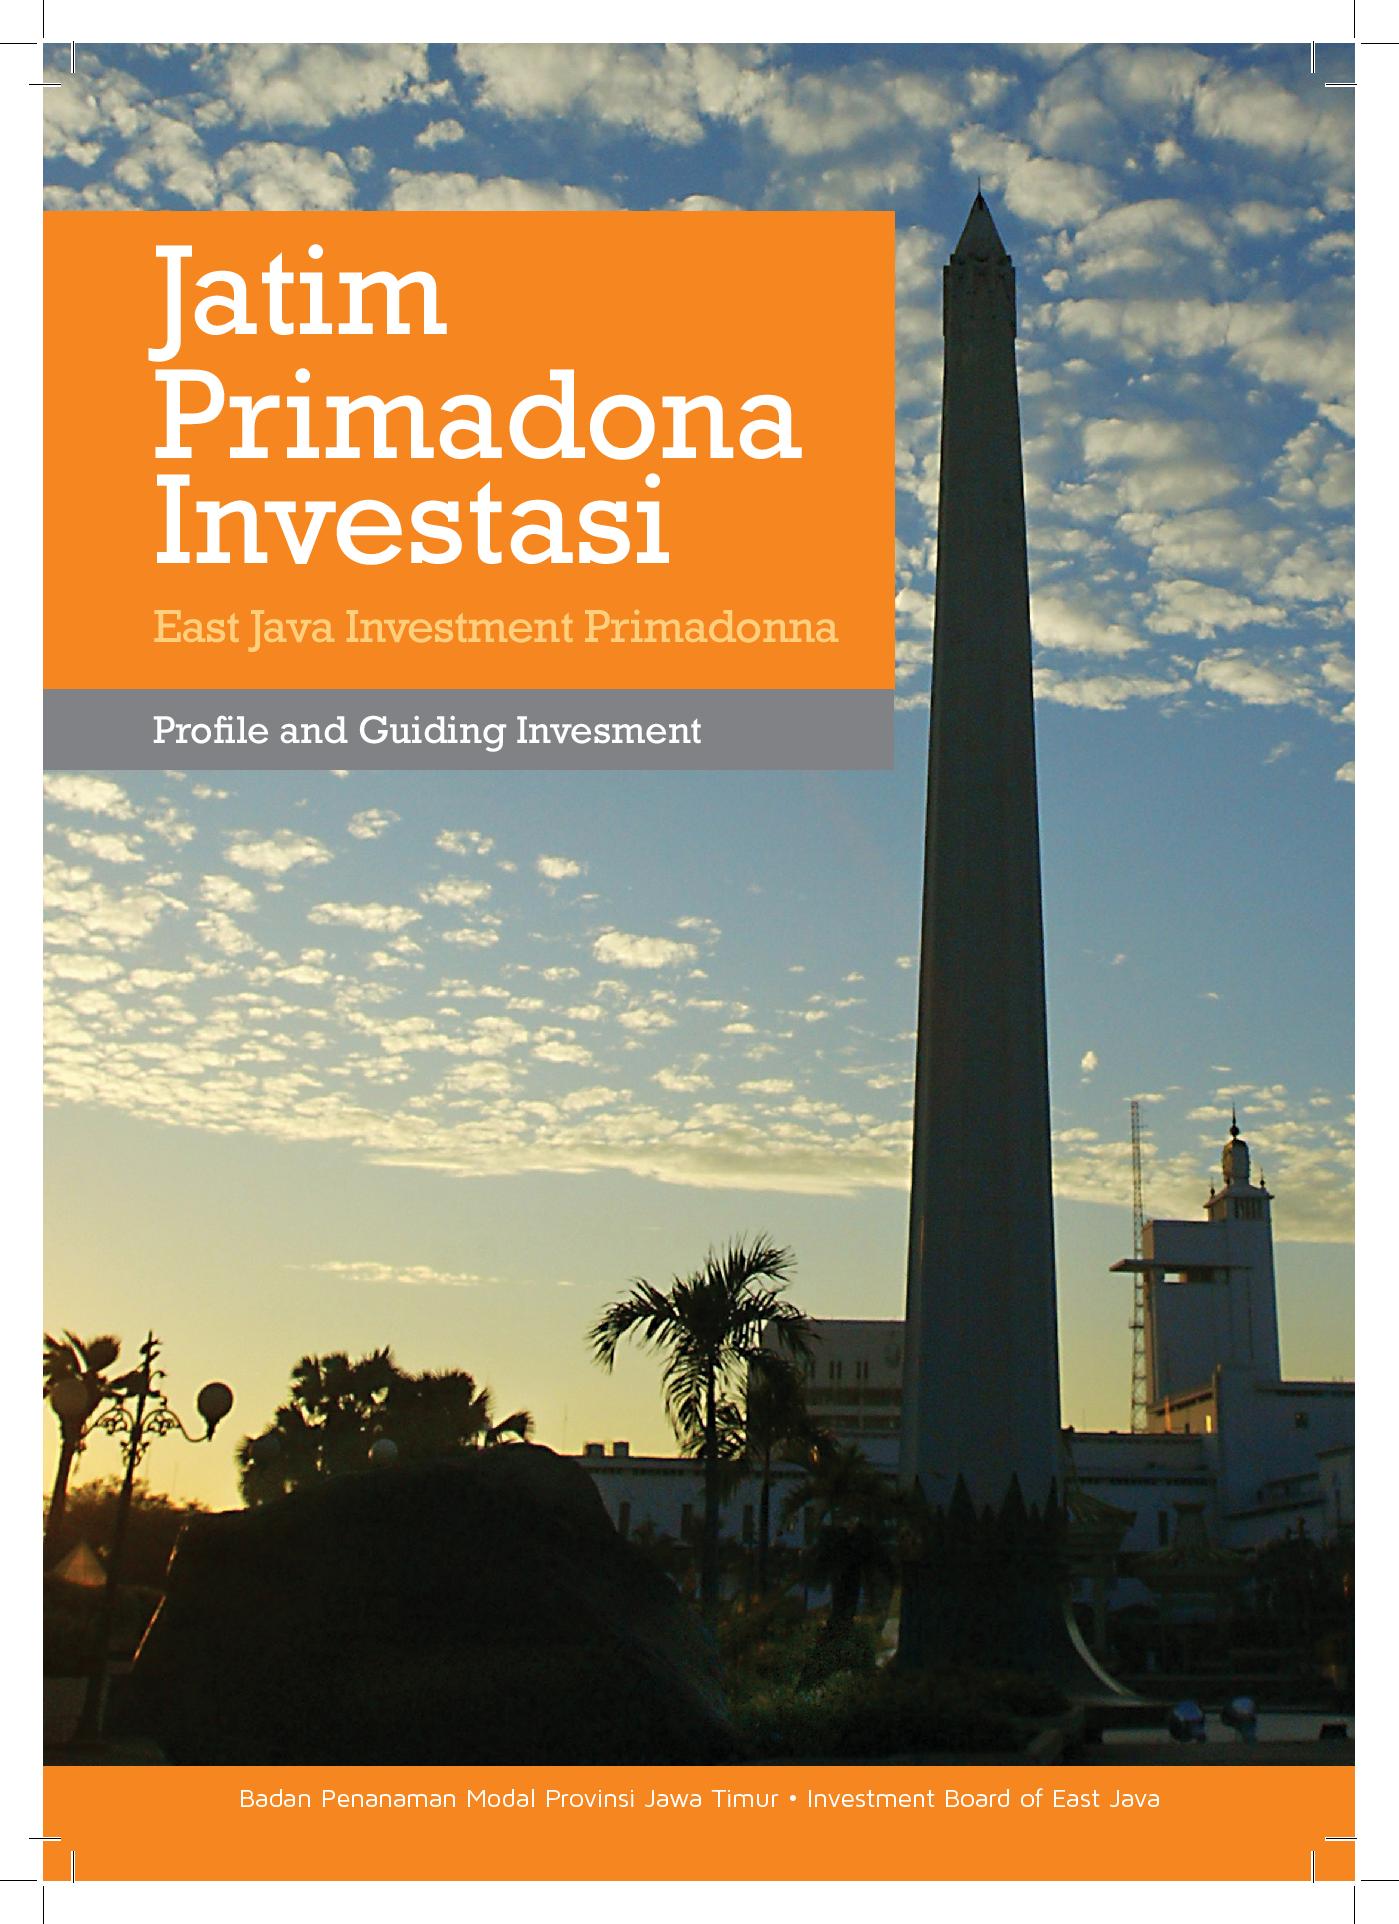 Jatim
Primadona
Investasi
East Java Investment Primadonna
Profile and Guiding Invesment
Badan Penanaman Modal Provinsi Jawa Timur • Investment Board of East Java